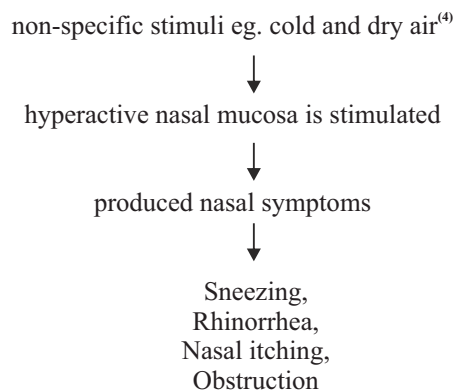 non-specific stimuli eg. cold and dry air(4)
hyperactive nasal mucosa is stimulated
produced nasal symptoms
Sneezing,
Rhinorrhea,
Nasal itching,
Obstruction